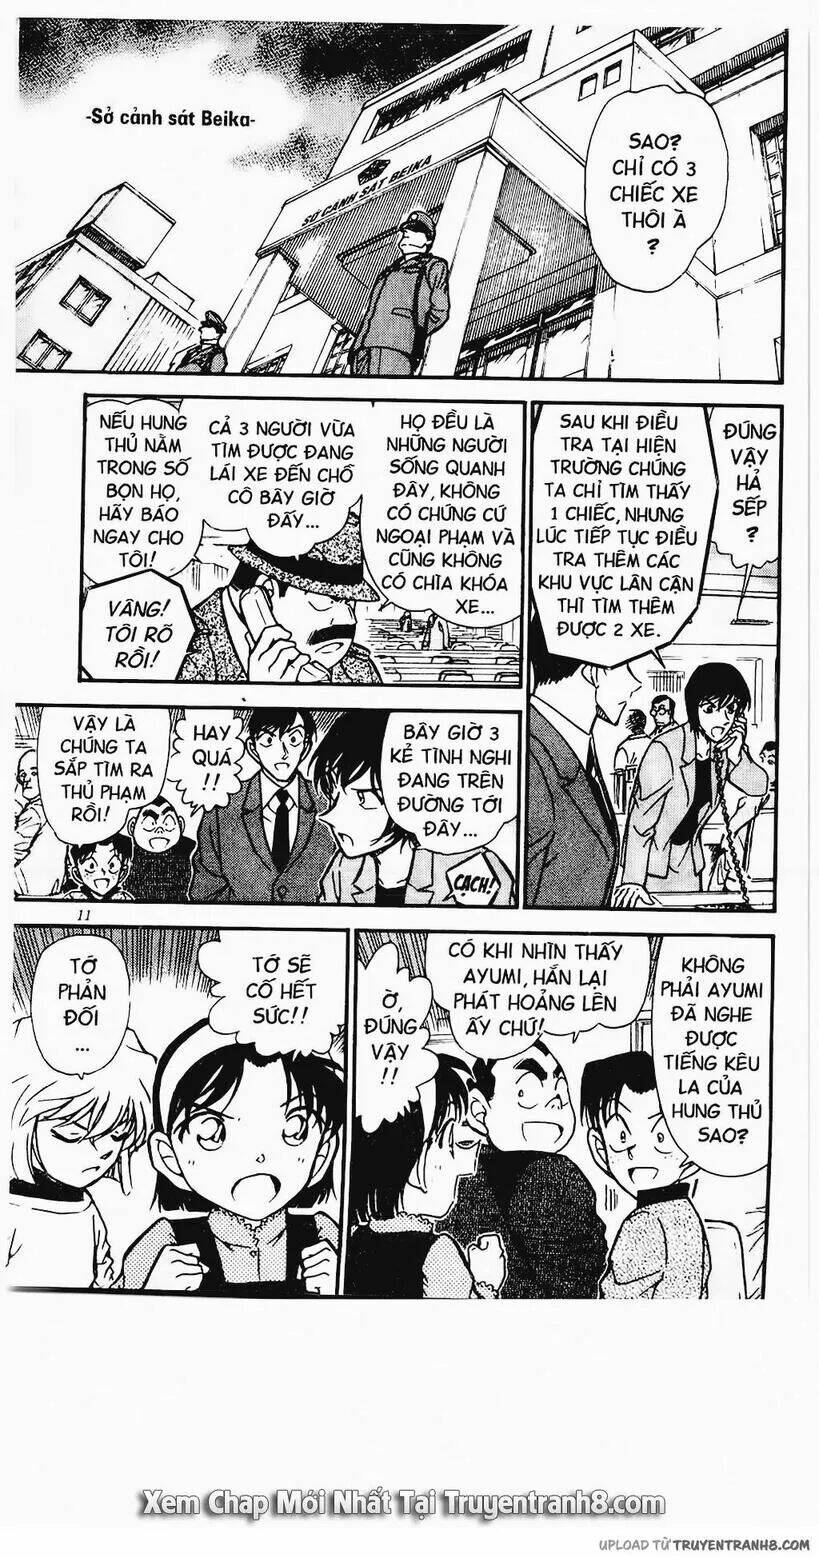 -Sở cảnh sát Beika-
SAO?
CHỈ CÓ 3
CHIẾC XE
THÔI À
?
SỞ CẢNH SÁT BEIKA
ĐÚNG
VẬY
HẢ
SẾP
?
SAU KHI ĐIỀU
TRA TẠI HIỆN
TRƯỜNG CHÚNG
TA CHỈ TÌM THẤY
1 CHIẾC, NHƯNG
LÚC TIẾP TỤC ĐIỀU
TRA THÊM CÁC
KHU VỰC LÂN CẬN
THÌ TÌM THÊM
ĐƯỢC 2 XE.
HỌ ĐỀU LÀ
NHỮNG NGƯỜI
SỐNG QUANH
ĐÂY, KHÔNG
CÓ CHỨNG CỨ
NGOẠI PHẠM VÀ
CŨNG KHÔNG
CÓ CHÌA KHÓA
XE...
CẢ 3 NGƯỜI VỪA
TÌM ĐƯỢC ĐANG
LÁI XE ĐẾN CHỖ
CÔ BÂY GIỜ
ĐẤY...
NẾU HUNG
THỦ NẰM
TRONG SỐ
BỌN HỌ,
HÃY BÁO
NGAY CHO
TÔI!
VÂNG!
TÔI RÕ
RỒI!
BÂY GIỜ 3
KẺ TÌNH NGHI
ĐANG TRÊN
ĐƯỜNG TỚI
ĐÂY...
CẠCH!
HAY
QUÁ
!!
VẬY LÀ
CHÚNG TA
SẮP TÌM RA
THỦ PHẠM
RỒI!
11
KHÔNG
PHẢI AYUMI
ĐÃ NGHE
ĐƯỢC
TIẾNG KÊU
LA CỦA
HUNG THỦ
SAO?
CÓ KHI NHÌN THẤY
AYUMI, HẮN LẠI
PHÁT HOẢNG LÊN
ẤY CHỨ!
Ờ,
ĐÚNG
VẬY
!!
TỚ SẼ
CỐ HẾT
SỨC!!
TỚ
PHẢN
ĐỐI
...
Xem Chap Mới Nhất Tại Truyentranh8.com
UPLOAD TỪ TRUYENTRANH8.COM